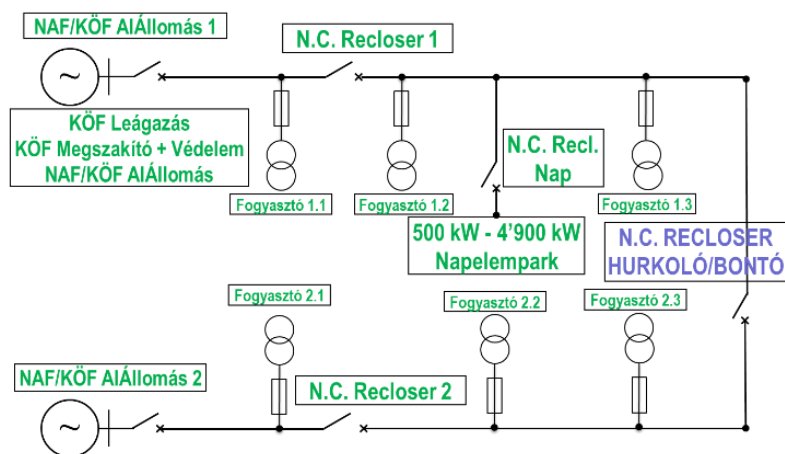 NAF/KÖF AlÁllomás 1
N.C. Recloser 1
~
KÖF Leágazás
KÖF Megszakító + Védelem
NAF/KÖF AlÁllomás
N.C. Recl.
Nap
Fogyasztó 1.1
Fogyasztó 1.2
Fogyasztó 1.3
500 kW - 4'900 kW
Napelempark
N.C. RECLOSER
HURKOLÓ/BONTÓ
Fogyasztó 2.1
Fogyasztó 2.2
Fogyasztó 2.3
NAF/KÖF AlÁllomás 2
N.C. Recloser 2
~